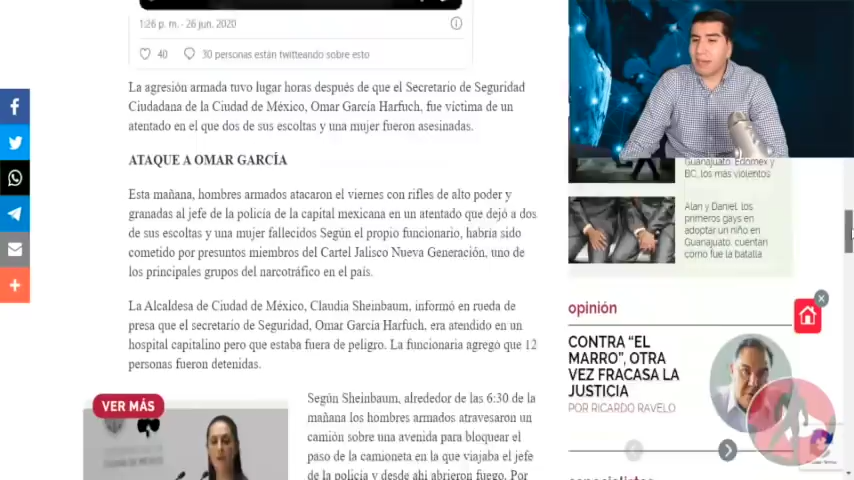 1:26 p. m. · 26 jun. 2020
40
30 personas están twitteando sobre esto
La agresión armada tuvo lugar horas después de que el Secretario de Seguridad
Ciudadana de la Ciudad de México, Omar García Harfuch, fue víctima de un
atentado en el que dos de sus escoltas y una mujer fueron asesinadas.
ATAQUE A OMAR GARCÍA
Esta mañana, hombres armados atacaron el viernes con rifles de alto poder y
granadas al jefe de la policía de la capital mexicana en un atentado que dejó a dos
de sus escoltas y una mujer fallecidos Según el propio funcionario, habría sido
cometido por presuntos miembros del Cartel Jalisco Nueva Generación, uno de
los principales grupos del narcotráfico en el país.
La Alcaldesa de Ciudad de México, Claudia Sheinbaum, informó en rueda de
presa que el secretario de Seguridad, Omar García Harfuch, era atendido en un
hospital capitalino pero que estaba fuera de peligro. La funcionaria agregó que 12
personas fueron detenidas.
VER MÁS
Según Sheinbaum, alrededor de las 6:30 de la
mañana los hombres armados atravesaron un
camión sobre una avenida para bloquear el
paso de la camioneta en la que viajaba el jefe
de la policía y desde ahí abrieron fuego. Por
Guanajuato, Edomex y
BC, los más violentos
Alan y Daniel, los
primeros gays en
adoptar un niño en
Guanajuato, cuentan
cómo fue la batalla
opinión
CONTRA “EL
MARRO”, OTRA
VEZ FRACASA LA
JUSTICIA
POR RICARDO RAVELO